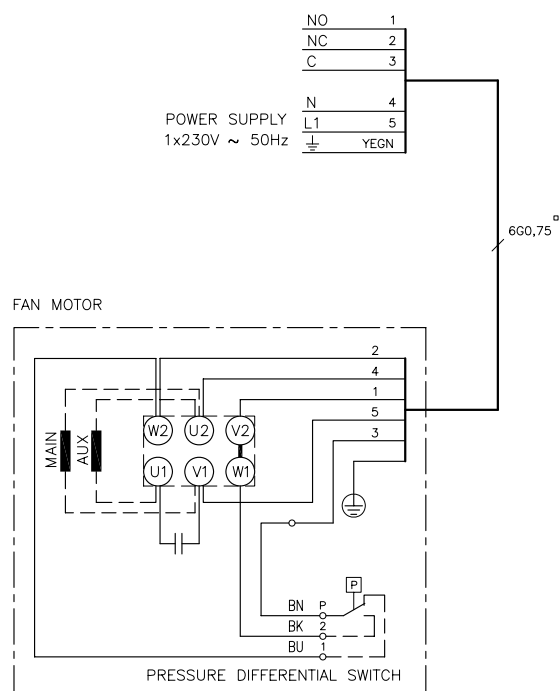 NO 1
NC 2
C 3
N 4
POWER SUPPLY
L1 5
1x230V ~ 50Hz
YEGN
6G0,75 □
FAN MOTOR
2
4
1
5
3
W2 U2 V2
MAIN
AUX
U1 V1 W1
P
BN P
BK 2
BU 1
PRESSURE DIFFERENTIAL SWITCH